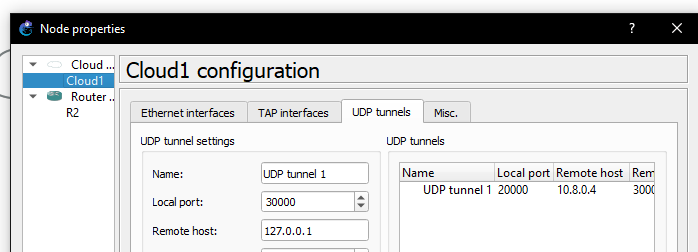 Node properties
Cloud ...
Cloud1
Router ...
R2
Cloud1 configuration
Ethernet interfaces TAP interfaces UDP tunnels Misc.
UDP tunnel settings
Name: UDP tunnel 1
Local port: 30000
Remote host: 127.0.0.1
UDP tunnels
Name Local port Remote host Rem
UDP tunnel 1 20000 10.8.0.4 3000